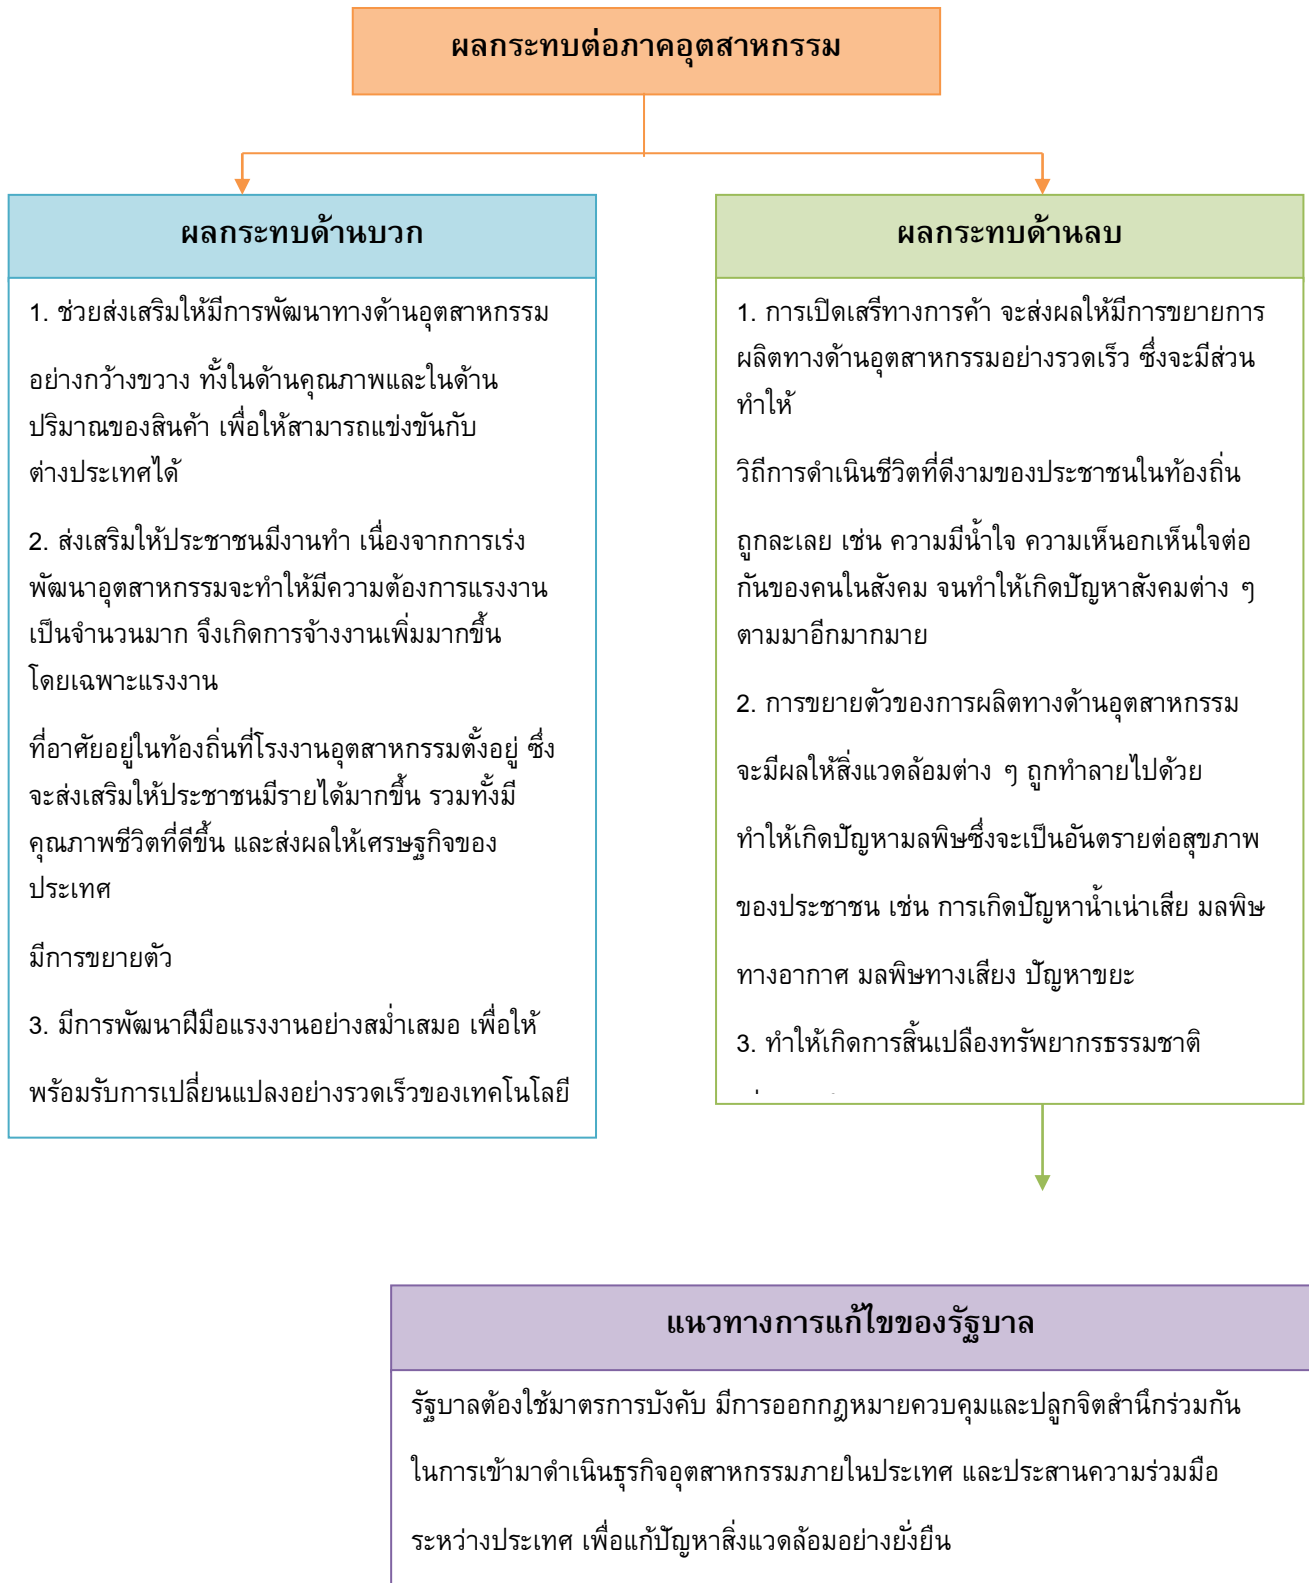 ผลกระทบต่อภาคอุตสาหกรรม
ผลกระทบด้านบวก
1. ช่วยส่งเสริมให้มีการพัฒนาทางด้านอุตสาหกรรม
อย่างกว้างขวาง ทั้งในด้านคุณภาพและในด้าน
ปริมาณของสินค้า เพื่อให้สามารถแข่งขันกับ
ต่างประเทศได้
2. ส่งเสริมให้ประชาชนมีงานทำ เนื่องจากการเร่ง
พัฒนาอุตสาหกรรมจะทำให้มีความต้องการแรงงาน
เป็นจำนวนมาก จึงเกิดการจ้างงานเพิ่มมากขึ้น
โดยเฉพาะแรงงาน
ที่อาศัยอยู่ในท้องถิ่นที่โรงงานอุตสาหกรรมตั้งอยู่ ซึ่ง
จะส่งเสริมให้ประชาชนมีรายได้มากขึ้น รวมทั้งมี
คุณภาพชีวิตที่ดีขึ้น และส่งผลให้เศรษฐกิจของ
ประเทศ
มีการขยายตัว
3. มีการพัฒนาฝีมือแรงงานอย่างสม่ำเสมอ เพื่อให้
พร้อมรับการเปลี่ยนแปลงอย่างรวดเร็วของเทคโนโลยี
ผลกระทบด้านลบ
1. การเปิดเสรีทางการค้า จะส่งผลให้มีการขยายการ
ผลิตทางด้านอุตสาหกรรมอย่างรวดเร็ว ซึ่งจะมีส่วน
ทำให้
วิถีการดำเนินชีวิตที่ดีงามของประชาชนในท้องถิ่น
ถูกละเลย เช่น ความมีน้ำใจ ความเห็นอกเห็นใจต่อ
กันของคนในสังคม จนทำให้เกิดปัญหาสังคมต่าง ๆ
ตามมาอีกมากมาย
2. การขยายตัวของการผลิตทางด้านอุตสาหกรรม
จะมีผลให้สิ่งแวดล้อมต่าง ๆ ถูกทำลายไปด้วย
ทำให้เกิดปัญหามลพิษซึ่งจะเป็นอันตรายต่อสุขภาพ
ของประชาชน เช่น การเกิดปัญหาน้ำเน่าเสีย มลพิษ
ทางอากาศ มลพิษทางเสียง ปัญหาขยะ
3. ทำให้เกิดการสิ้นเปลืองทรัพยากรธรรมชาติ
แนวทางการแก้ไขของรัฐบาล
รัฐบาลต้องใช้มาตรการบังคับ มีการออกกฎหมายควบคุมและปลูกจิตสำนึกร่วมกัน
ในการเข้ามาดำเนินธุรกิจอุตสาหกรรมภายในประเทศ และประสานความร่วมมือ
ระหว่างประเทศ เพื่อแก้ปัญหาสิ่งแวดล้อมอย่างยั่งยืน